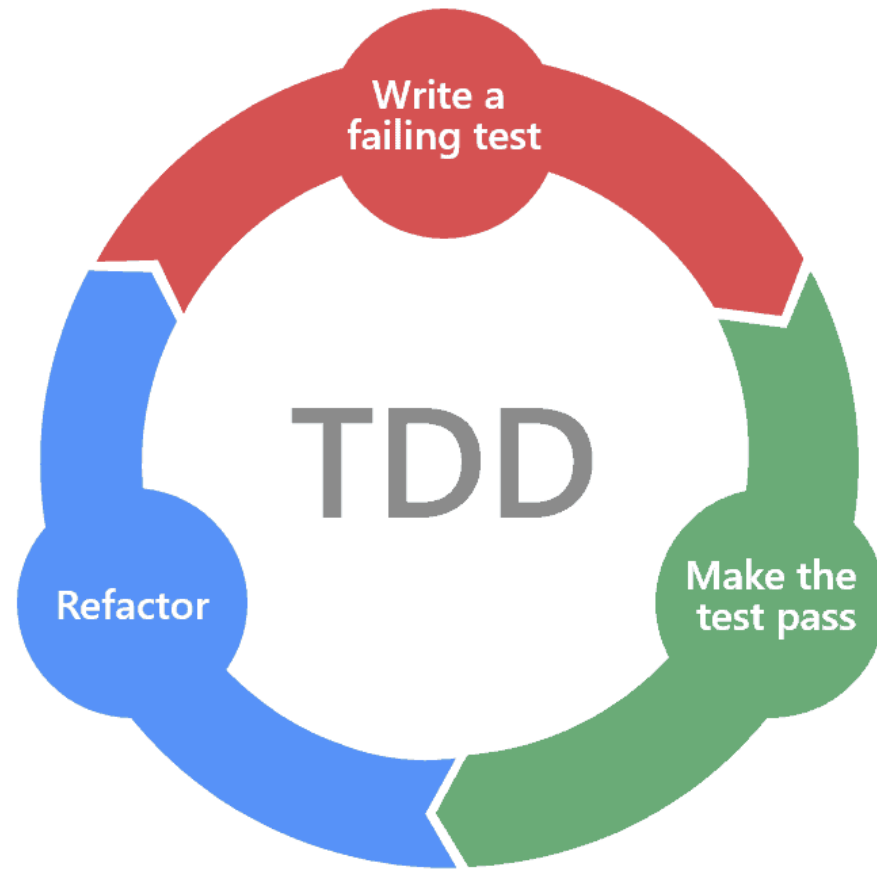 Write a
failing test
TDD
Make the
test pass
Refactor